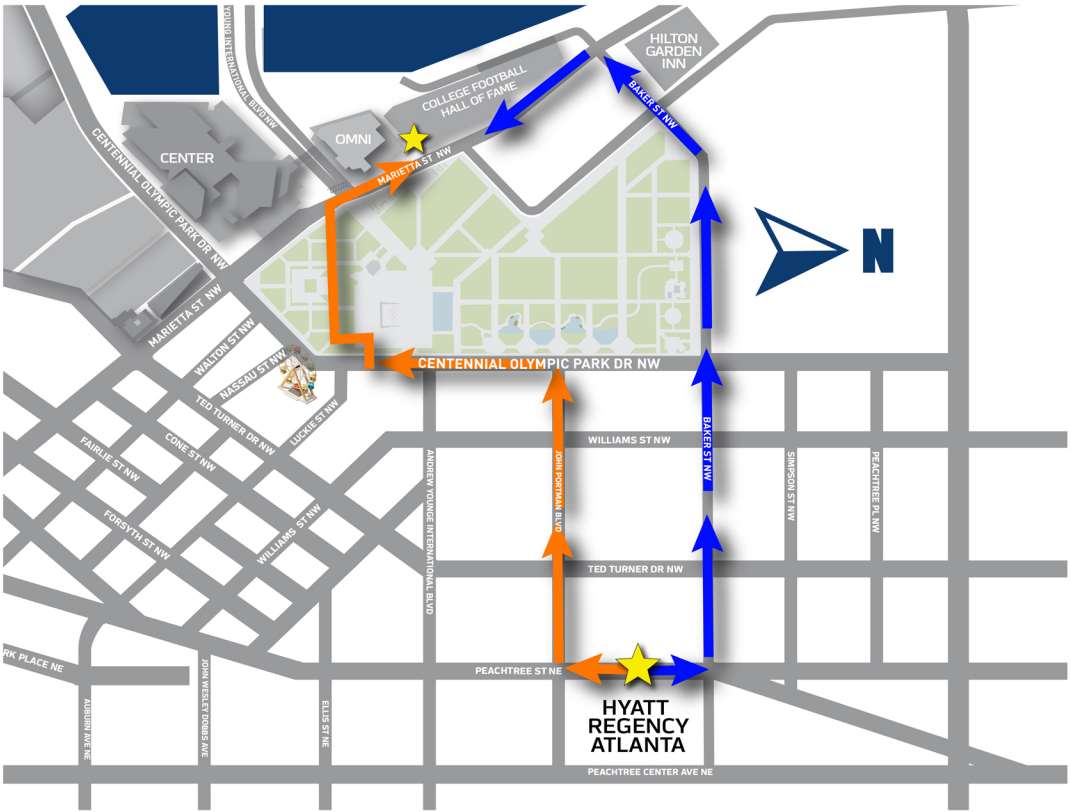 YOUNG INTERNATIONAL BLVD NW
HILTON
GARDEN
INN
COLLEGE FOOTBALL
HALL OF FAME
BAKER ST NW
OMNI
CENTER
MARIETTA ST NW
CENTENNIAL OLYMPIC PARK DR NW
N
MARIETTA ST NW
WALTON ST NW
NASSAU ST NW
CENTENNIAL OLYMPIC PARK DR NW
TED TURNER DR NW
LUCKIE ST NW
FAIRLIE ST NW
CONE ST NW
WILLIAMS ST NW
ANDREW YOUNGE INTERNATIONAL BLVD
JOHN PORTMAN BLVD
BAKER ST NW
SIMPSON ST NW
PEACHTREE PL NW
FORSYTH ST NW
WILLIAMS ST NW
TED TURNER DR NW
RK PLACE NE
PEACHTREE ST NE
AUBURN AVE NE
JOHN WESLEY DOBBS AVE
ELLIS ST NE
HYATT
REGENCY
ATLANTA
PEACHTREE CENTER AVE NE